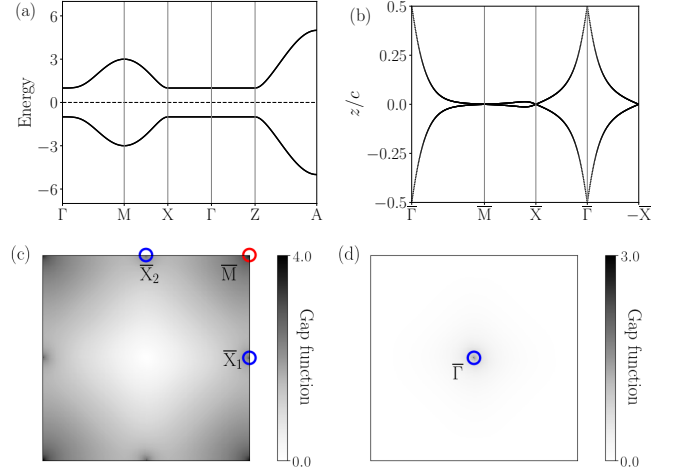 (a)
Energy
6
3
0
−3
−6
Γ M X Γ Z A
(b)
z/c
0.5
0.25
0.0
−0.25
−0.5
Γ̅ M̅ X̅ Γ̅ −X̅
(c)
X̅₂
M̅
X̅₁
4.0
Gap function
0.0
(d)
Γ̅
3.0
Gap function
0.0